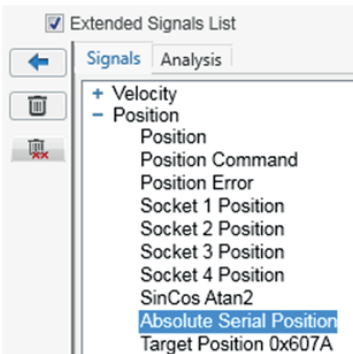 Extended Signals List
Signals Analysis
+ Velocity
− Position
Position
Position Command
Position Error
Socket 1 Position
Socket 2 Position
Socket 3 Position
Socket 4 Position
SinCos Atan2
Absolute Serial Position
Target Position 0x607A